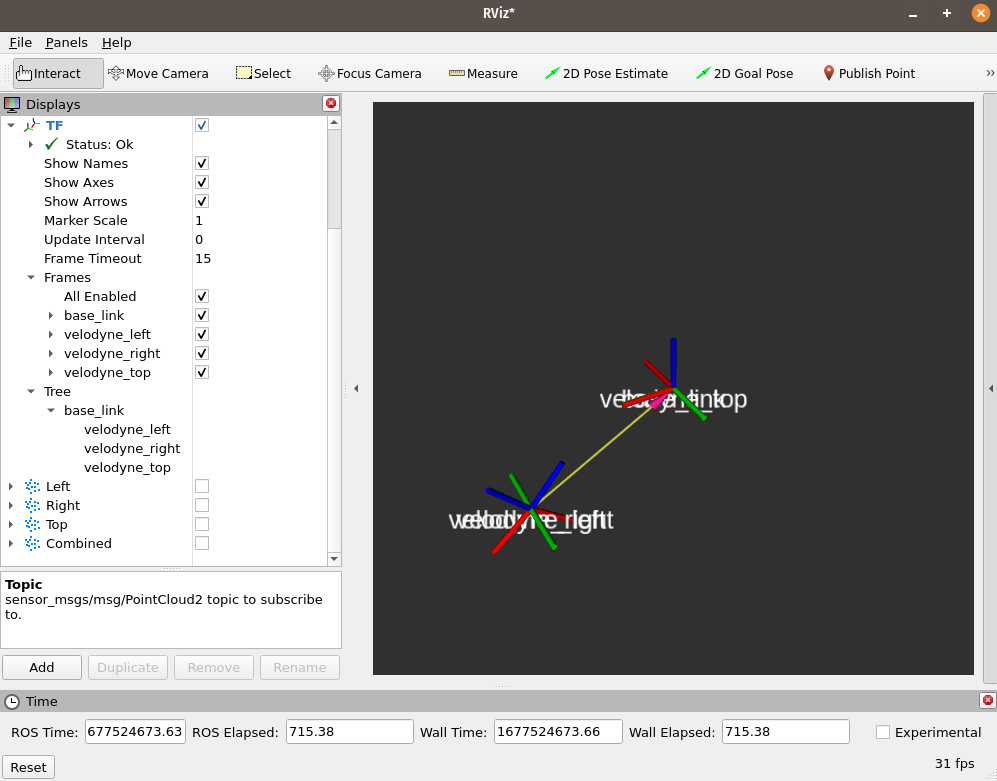 RViz*
File Panels Help
Interact Move Camera Select Focus Camera Measure 2D Pose Estimate 2D Goal Pose Publish Point »
Displays
TF
Status: Ok
Show Names
Show Axes
Show Arrows
Marker Scale 1
Update Interval 0
Frame Timeout 15
Frames
All Enabled
base_link
velodyne_left
velodyne_right
velodyne_top
Tree
base_link
velodyne_left
velodyne_right
velodyne_top
Left
Right
Top
Combined
Topic
sensor_msgs/msg/PointCloud2 topic to subscribe
to.
Add Duplicate Remove Rename
Time
ROS Time: 677524673.63 ROS Elapsed: 715.38 Wall Time: 1677524673.66 Wall Elapsed: 715.38 Experimental
Reset 31 fps